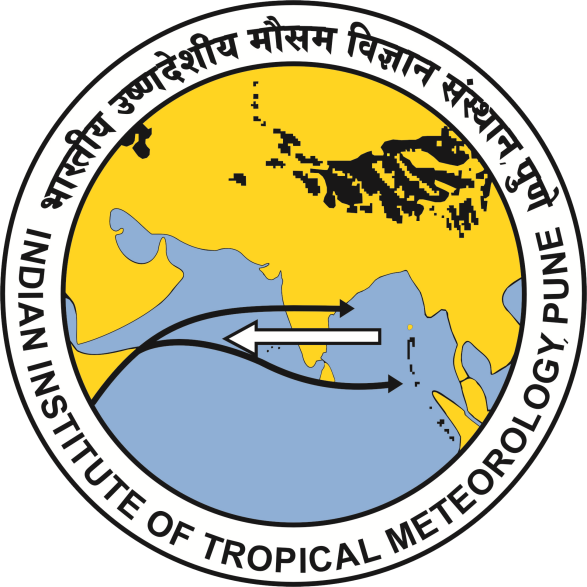 भारतीय उष्णदेशीय मौसम विज्ञान संस्थान, पुणे
INDIAN INSTITUTE OF TROPICAL METEOROLOGY, PUNE